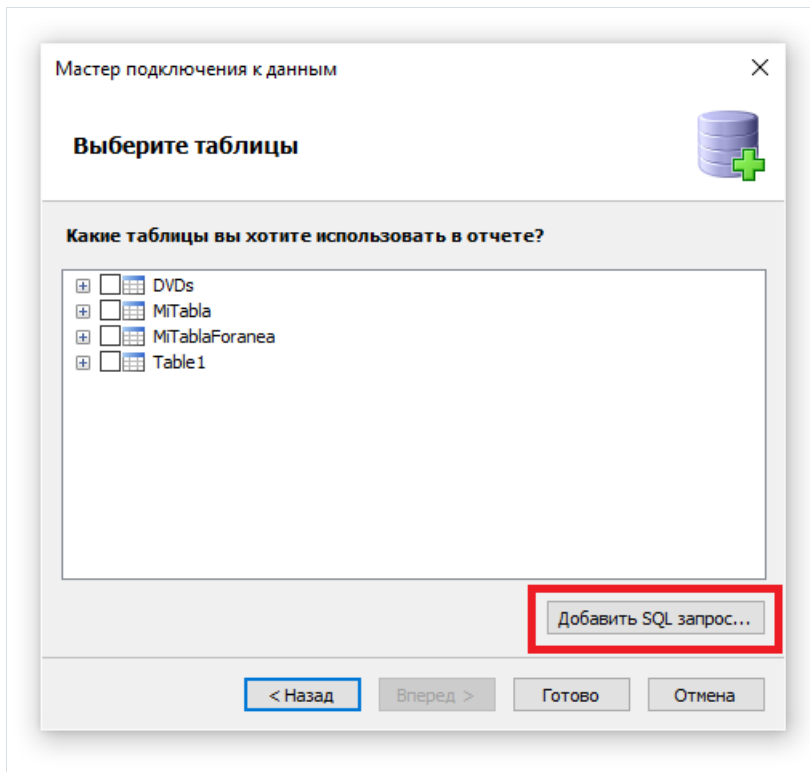 Мастер подключения к данным
Выберите таблицы
Какие таблицы вы хотите использовать в отчете?
DVDs
MiTabla
MiTablaForanea
Table1
Добавить SQL запрос...
< Назад
Вперед >
Готово
Отмена